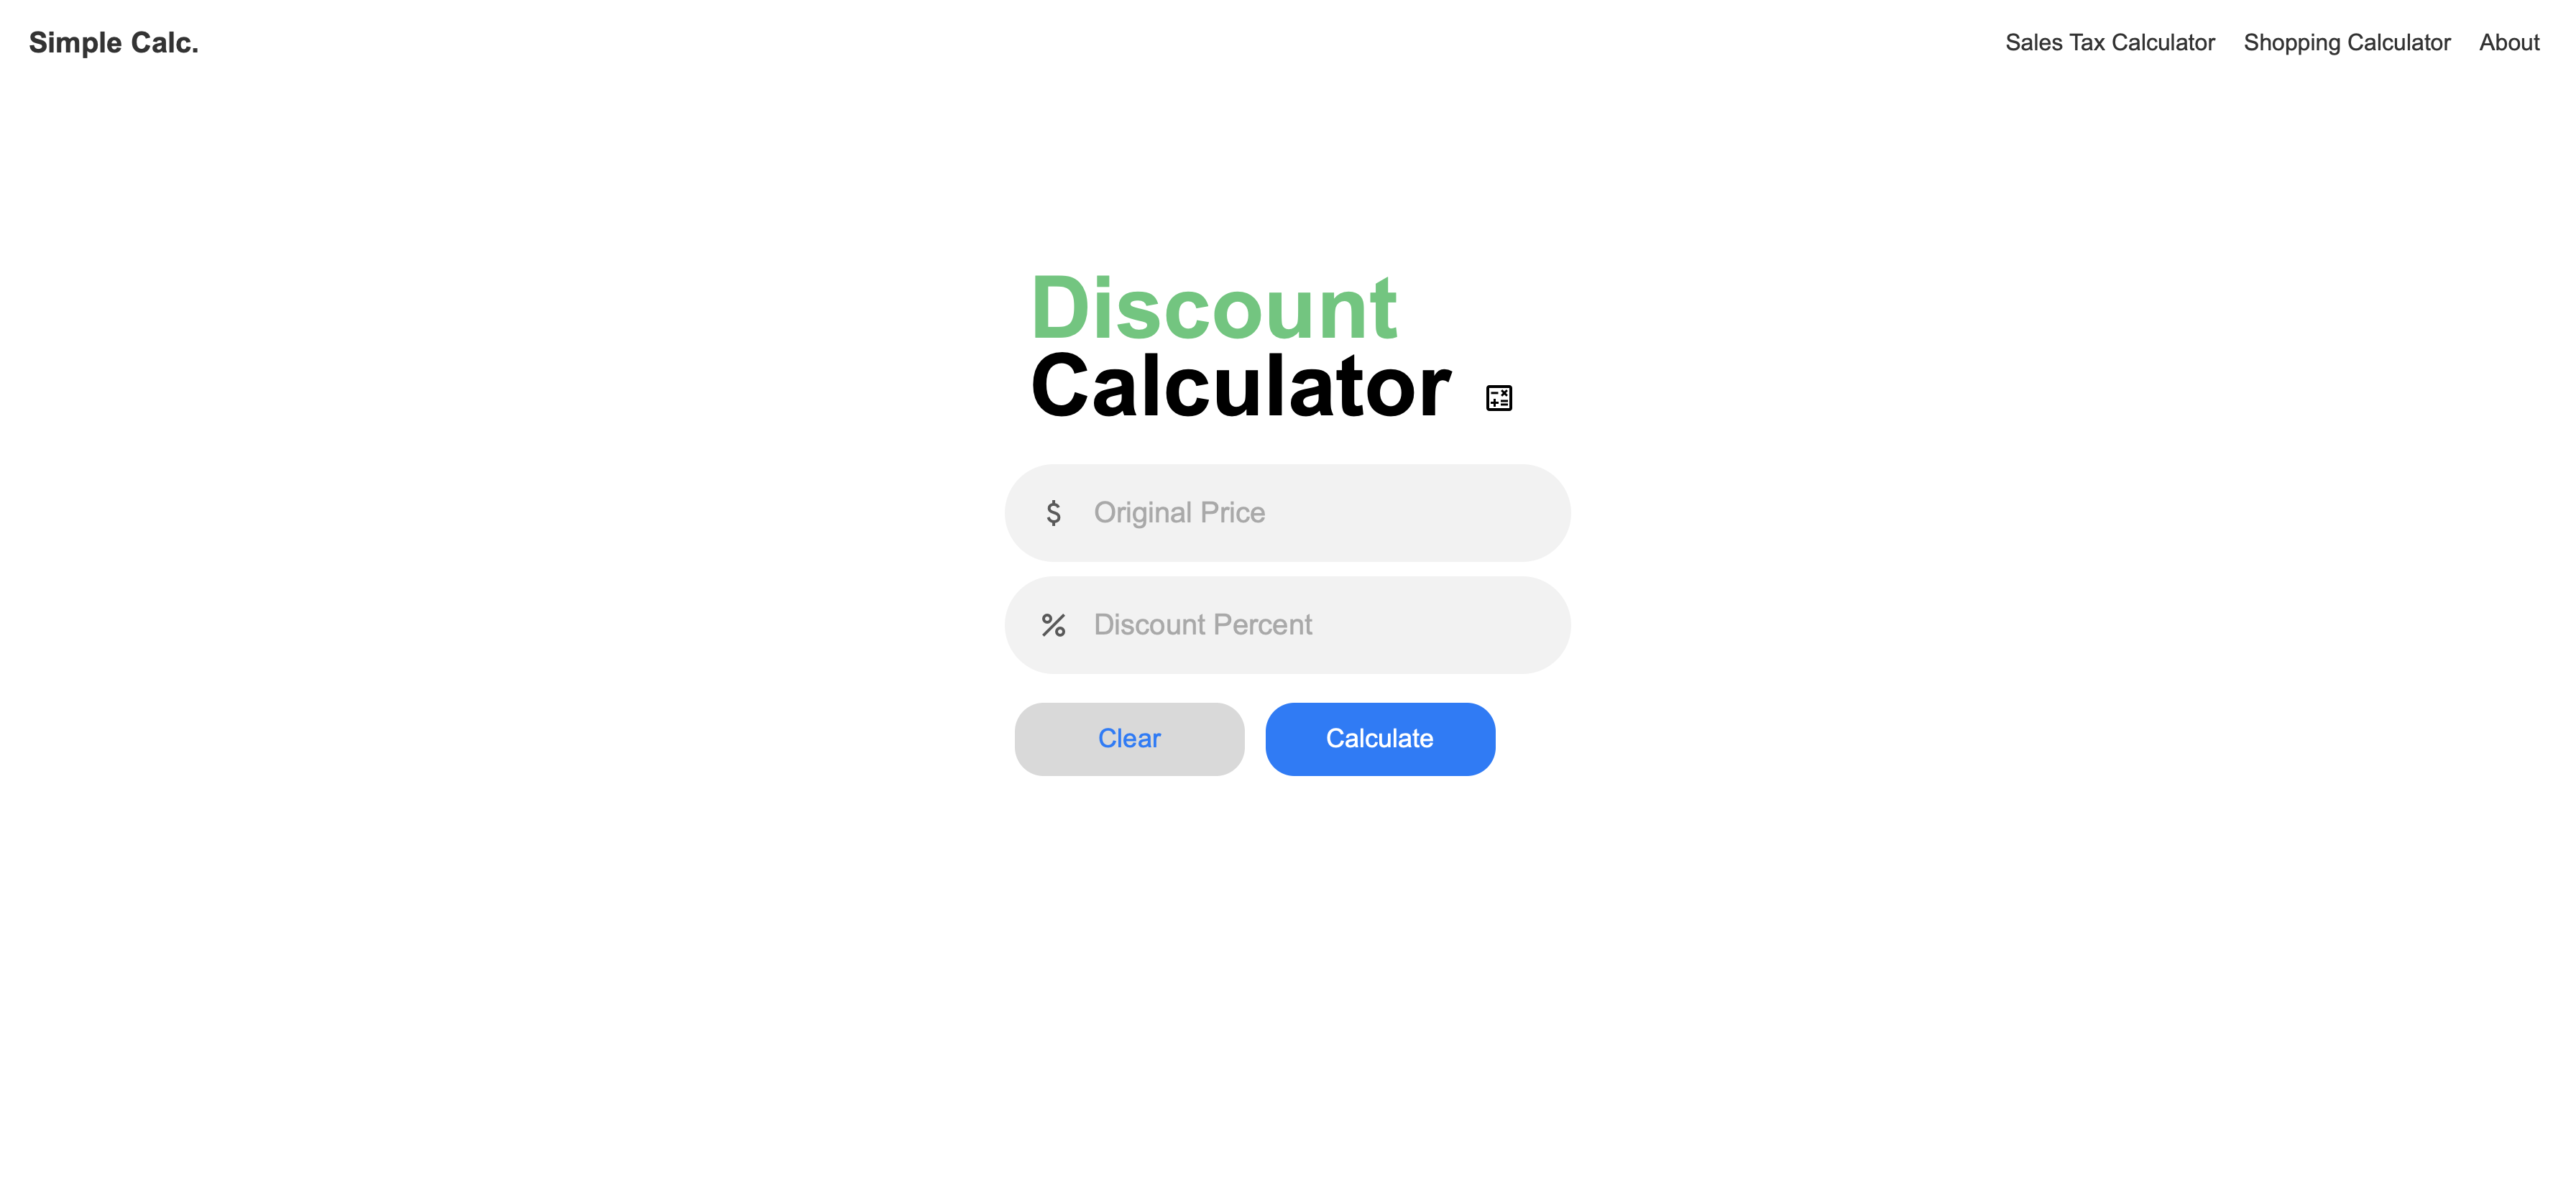 Simple Calc.
Sales Tax Calculator Shopping Calculator About
Discount
Calculator
$ Original Price
% Discount Percent
Clear Calculate